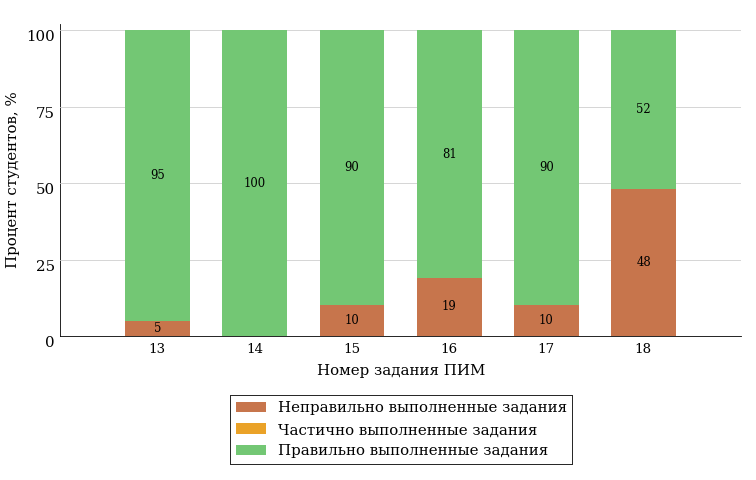 100
75
50
25
0
Процент студентов, %
95
5
100
90
10
81
19
90
10
52
48
13 14 15 16 17 18
Номер задания ПИМ
Неправильно выполненные задания
Частично выполненные задания
Правильно выполненные задания